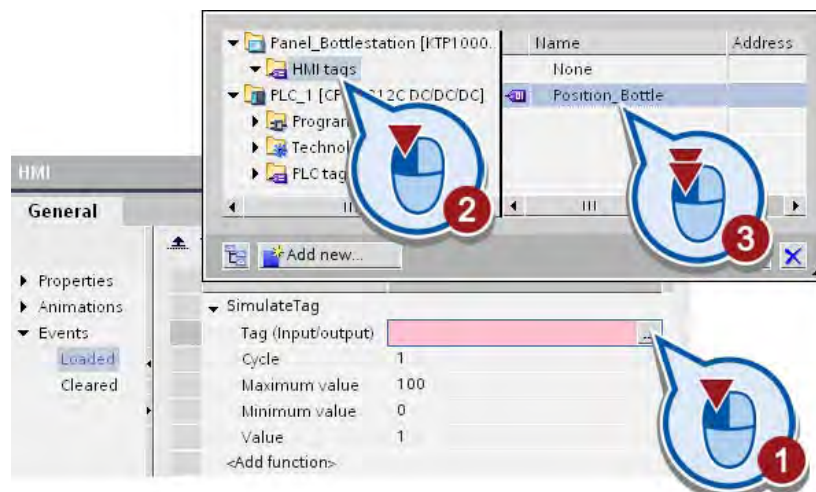 Panel_Bottlestation [KTP1000..
Name Address
HMI tags
None
PLC_1 [CP 12C DC/DC/DC]
Position_Bottle
Program
Technol
PLC tag
2
3
Add new...
HMI
General
Properties
Animations
Events
Loaded
Cleared
SimulateTag
Tag (Input/output) ...
Cycle 1
Maximum value 100
Minimum value 0
Value 1
<Add function>
1